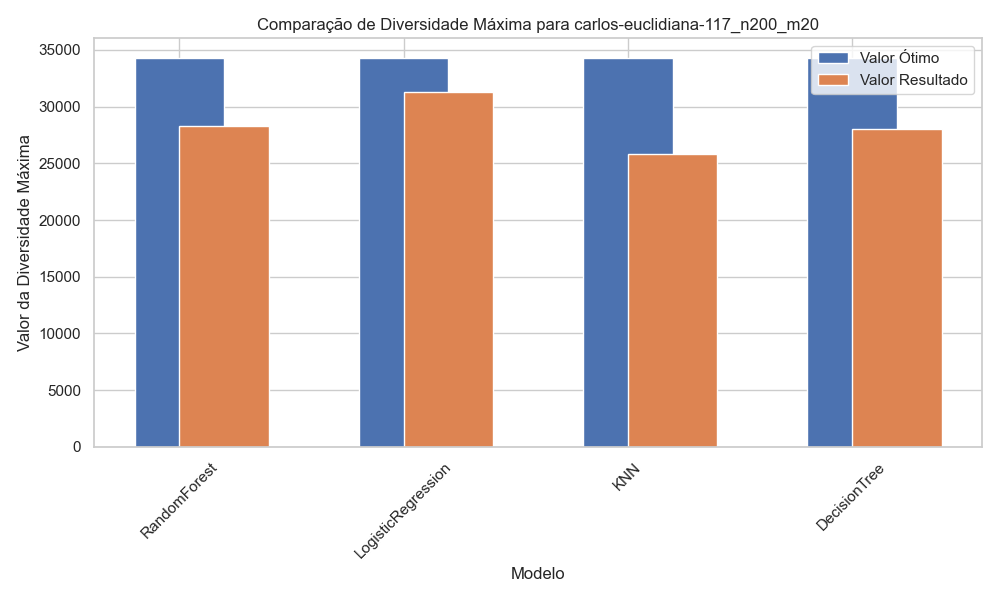 Comparação de Diversidade Máxima para carlos-euclidiana-117_n200_m20
Valor Ótimo
Valor Resultado
Valor da Diversidade Máxima
35000
30000
25000
20000
15000
10000
5000
0
RandomForest
LogisticRegression
KNN
DecisionTree
Modelo